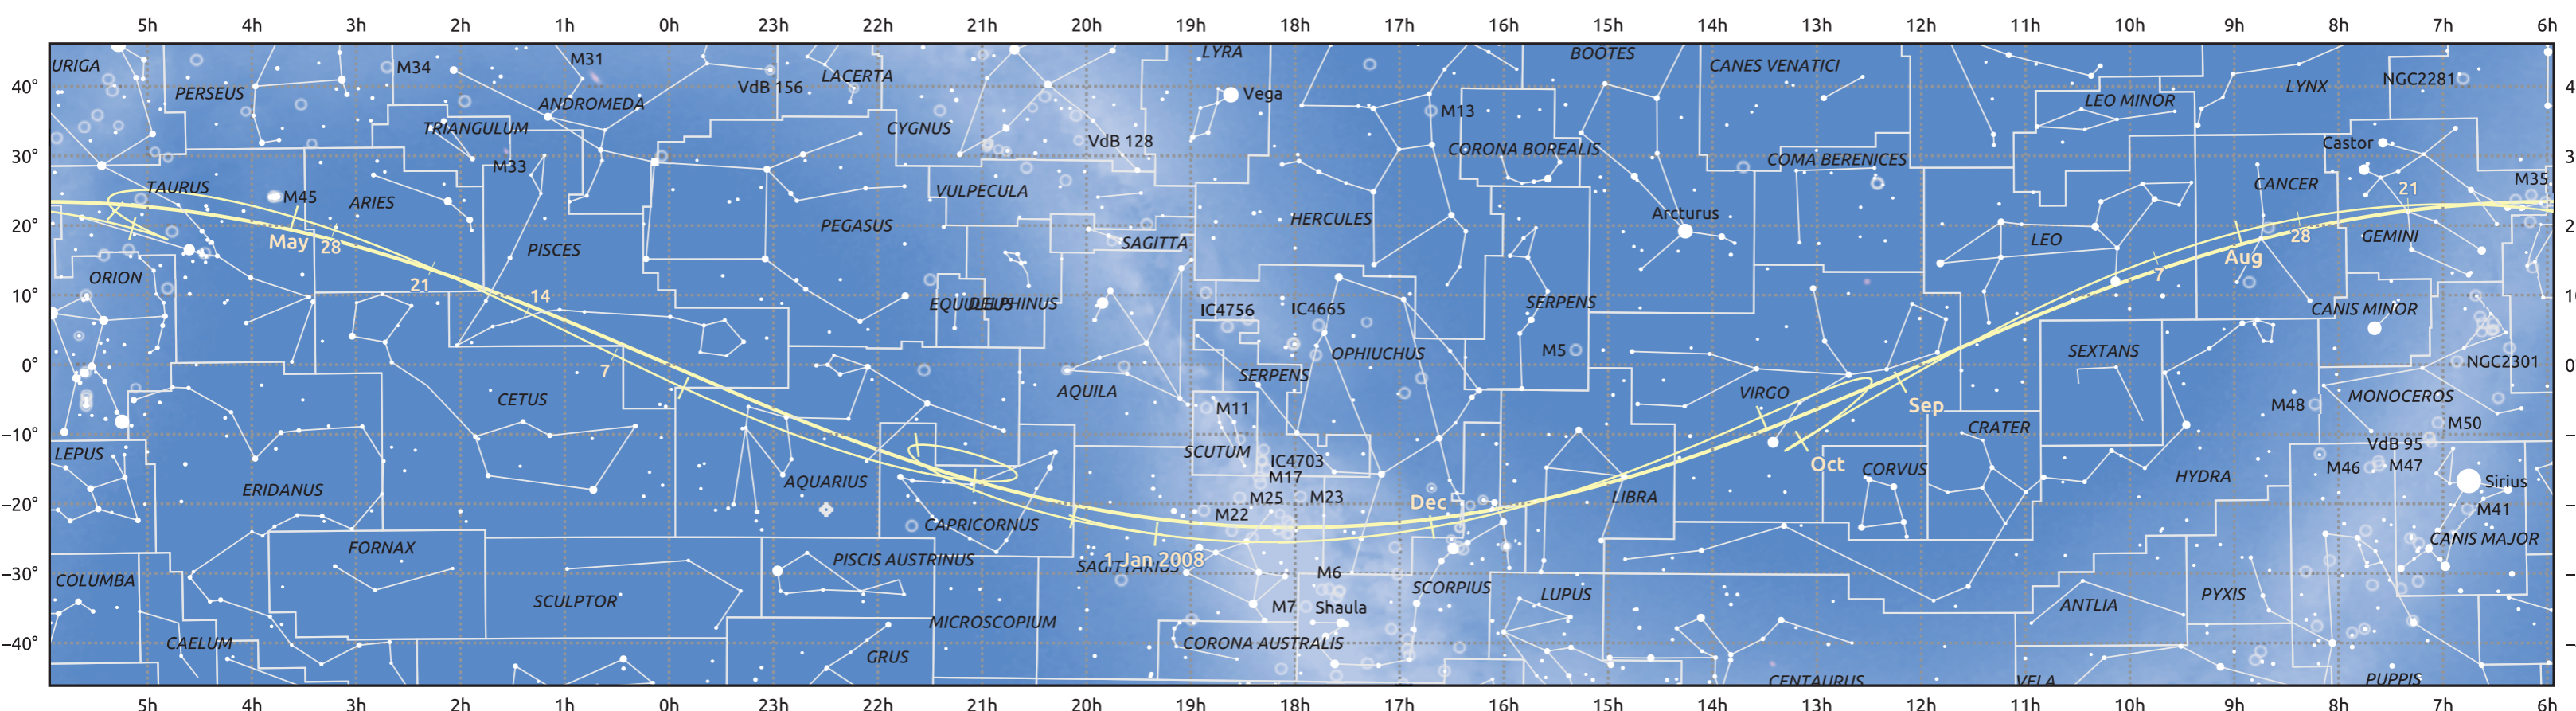 5h 4h 3h 2h 1h 0h 23h 22h 21h 20h 19h 18h 17h 16h 15h 14h 13h 12h 11h 10h 9h 8h 7h 6h
URIGA
PERSEUS
M34
M31
ANDROMEDA
VdB 156
LACERTA
LYRA
Vega
BOÖTES
CANES VENATICI
LEO MINOR
LYNX
NGC2281
40°
4
TRIANGULUM
CYGNUS
VdB 128
M13
CORONA BOREALIS
COMA BERENICES
Castor
30°
3
M33
TAURUS
M45
ARIES
VULPECULA
CANCER
21
M35
PISCES
PEGASUS
SAGITTA
HERCULES
Arcturus
LEO
GEMINI
20°
2
May
28
28
Aug
ORION
21
14
7
EQUULEUS
DELPHINUS
IC4756
IC4665
SERPENS
CANIS MINOR
10°
1
7
OPHIUCHUS
M5
SEXTANS
NGC2301
0°
0
CETUS
AQUILA
SERPENS
VIRGO
Sep
M48
MONOCEROS
M11
CRATER
M50
−10°
−
LEPUS
SCUTUM
IC4703
M17
Oct
CORVUS
HYDRA
VdB 95
M46
M47
ERIDANUS
AQUARIUS
M25
M23
Dec
LIBRA
Sirius
−20°
−
CAPRICORNUS
M22
M41
FORNAX
PISCIS AUSTRINUS
1 Jan 2008
SAGITTARIUS
CANIS MAJOR
−30°
−
COLUMBA
SCULPTOR
M6
SCORPIUS
LUPUS
ANTLIA
PYXIS
MICROSCOPIUM
M7
Shaula
−40°
−
CAELUM
GRUS
CORONA AUSTRALIS
CENTAURUS
VELA
PUPPIS
5h 4h 3h 2h 1h 0h 23h 22h 21h 20h 19h 18h 17h 16h 15h 14h 13h 12h 11h 10h 9h 8h 7h 6h